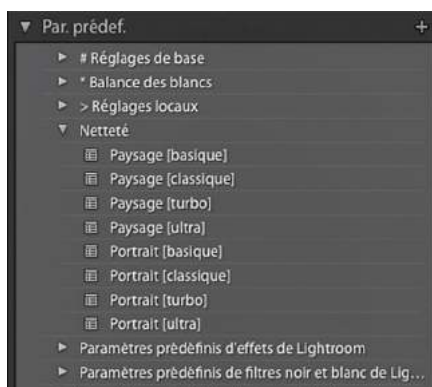 Par. prédef. +
# Réglages de base
* Balance des blancs
> Réglages locaux
Netteté
Paysage [basique]
Paysage [classique]
Paysage [turbo]
Paysage [ultra]
Portrait [basique]
Portrait [classique]
Portrait [turbo]
Portrait [ultra]
Paramètres prédéfinis d'effets de Lightroom
Paramètres prédéfinis de filtres noir et blanc de Lig...